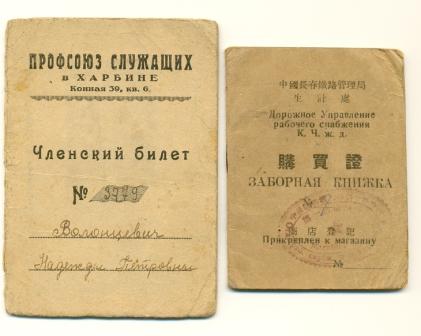 ПРОФСОЮЗ СЛУЖАЩИХ
в ХАРБИНЕ
Конная 39, кв. 6.
Членский билет
№ 3979
Волонцевич
Надежда Петровна
中國長春鐵路管理局
生計處
Дорожное Управление
рабочего снабжения
К. Ч. ж. д.
購買證
ЗАБОРНАЯ КНИЖКА
商店登記
Прикреплен к магазину
№